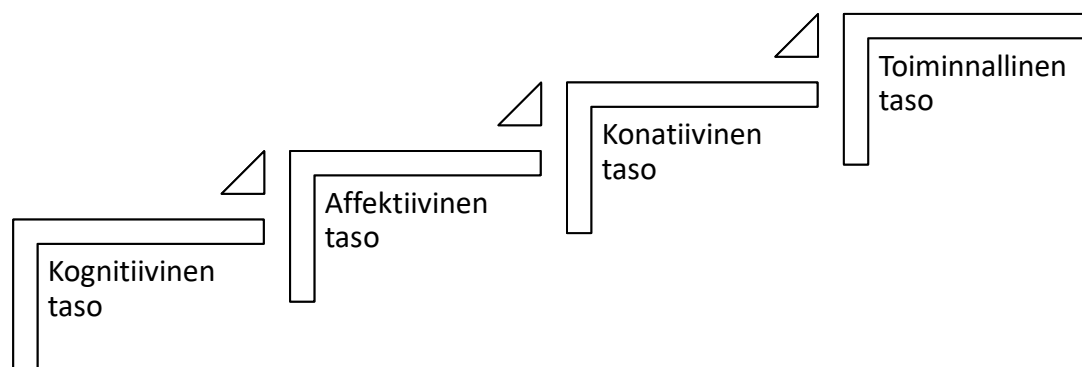 Kognitiivinen
taso
Affektiivinen
taso
Konatiivinen
taso
Toiminnallinen
taso